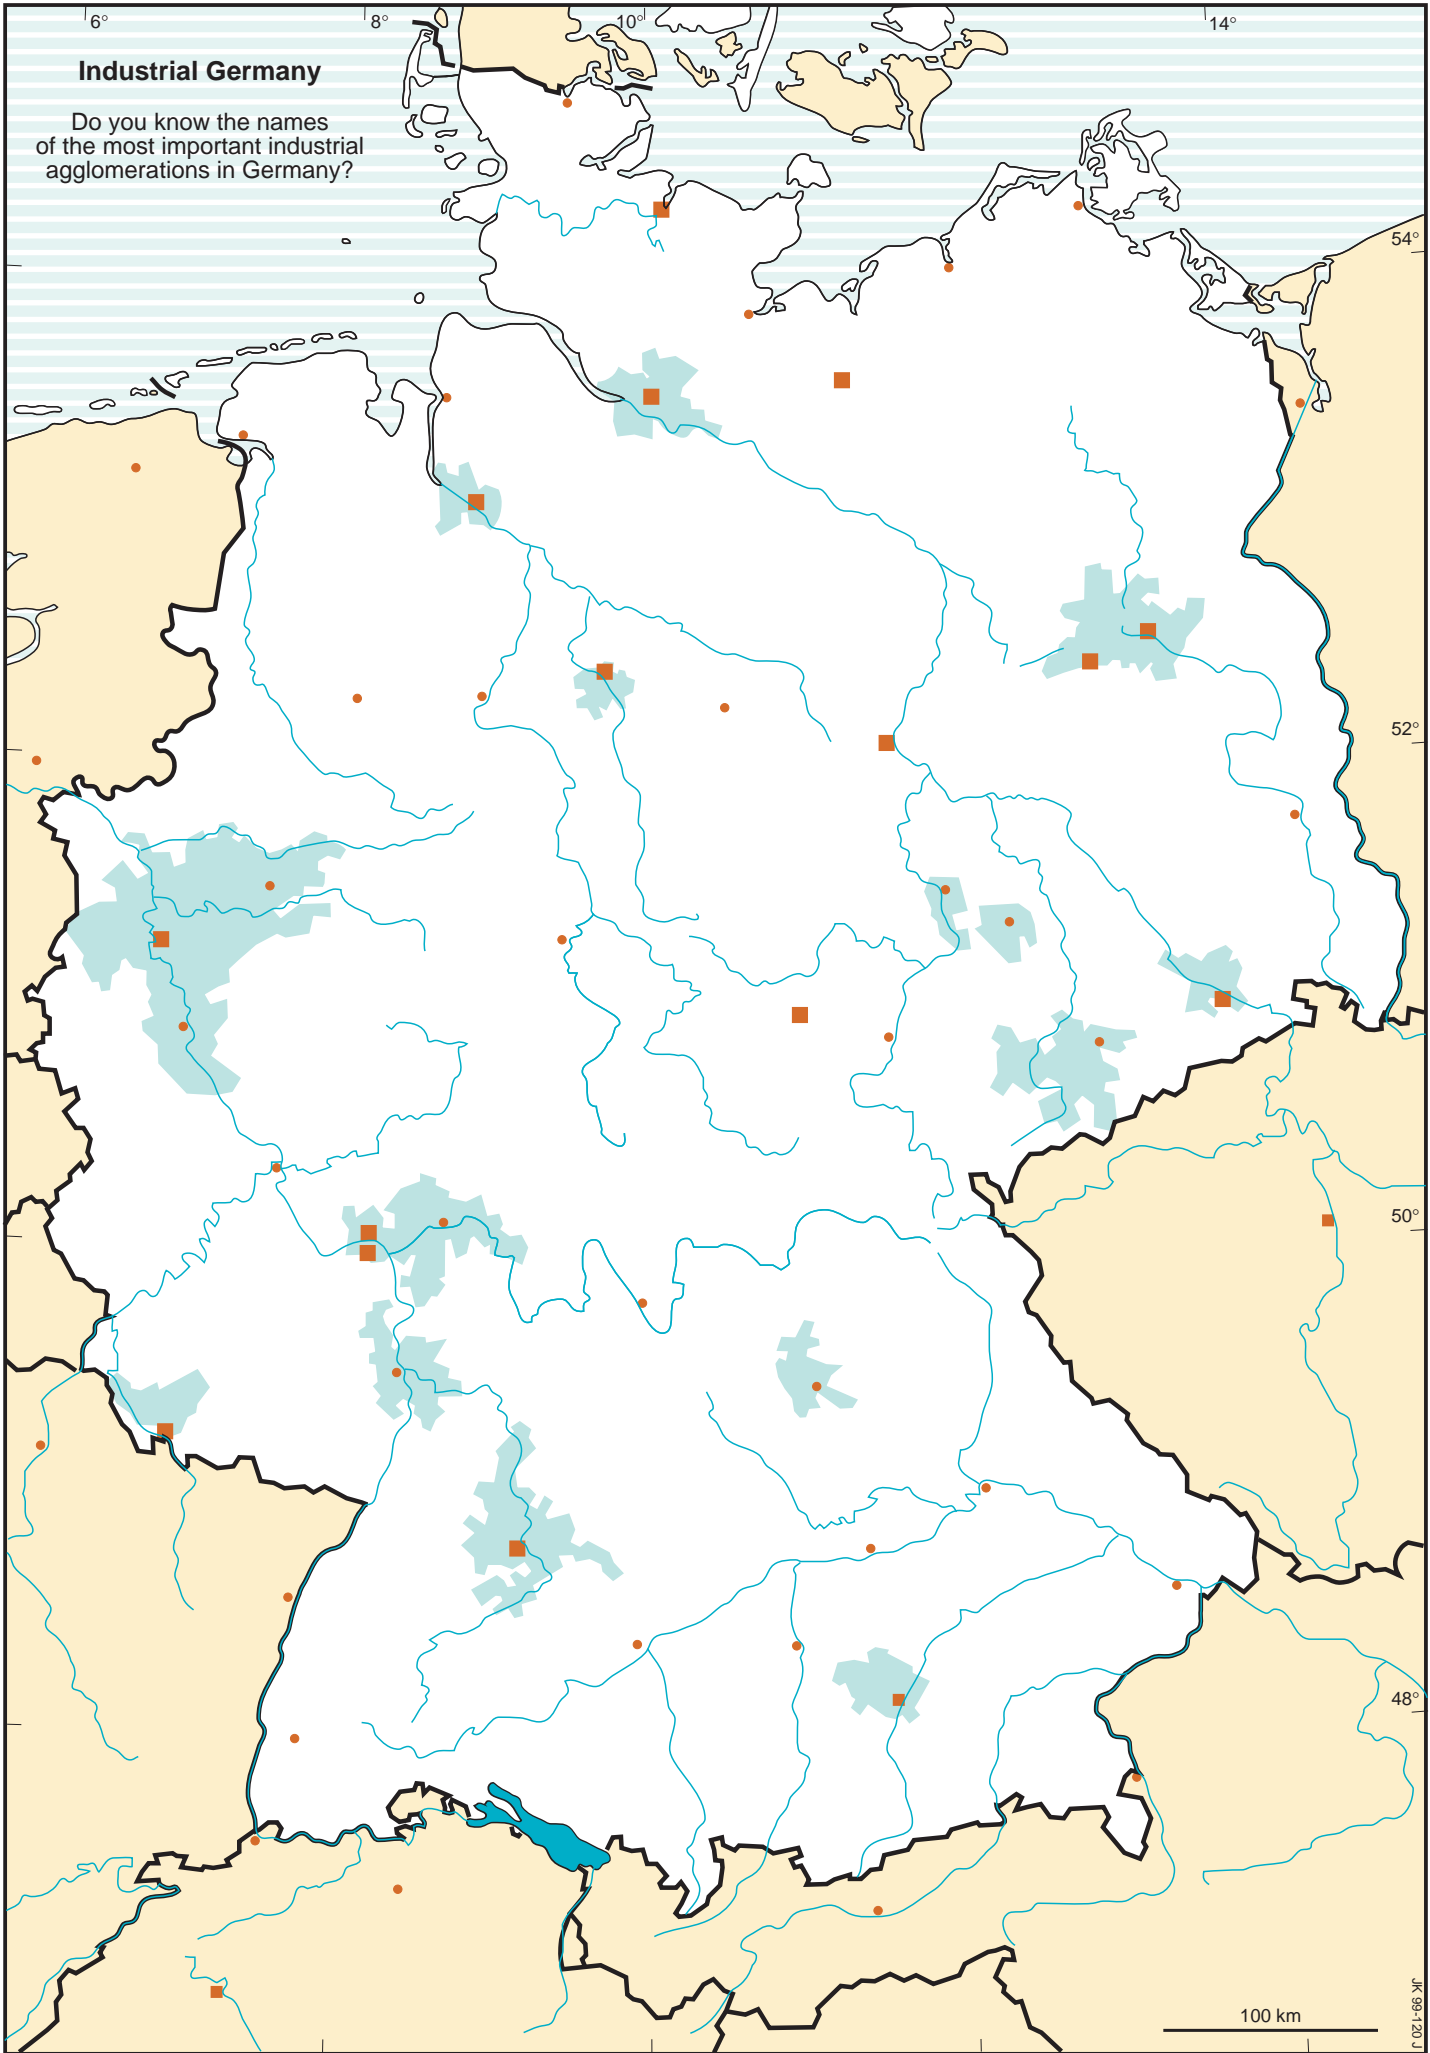 6°
8°
10°
14°
Industrial Germany
Do you know the names
of the most important industrial
agglomerations in Germany?
54°
52°
50°
48°
100 km
JK 99-120 J